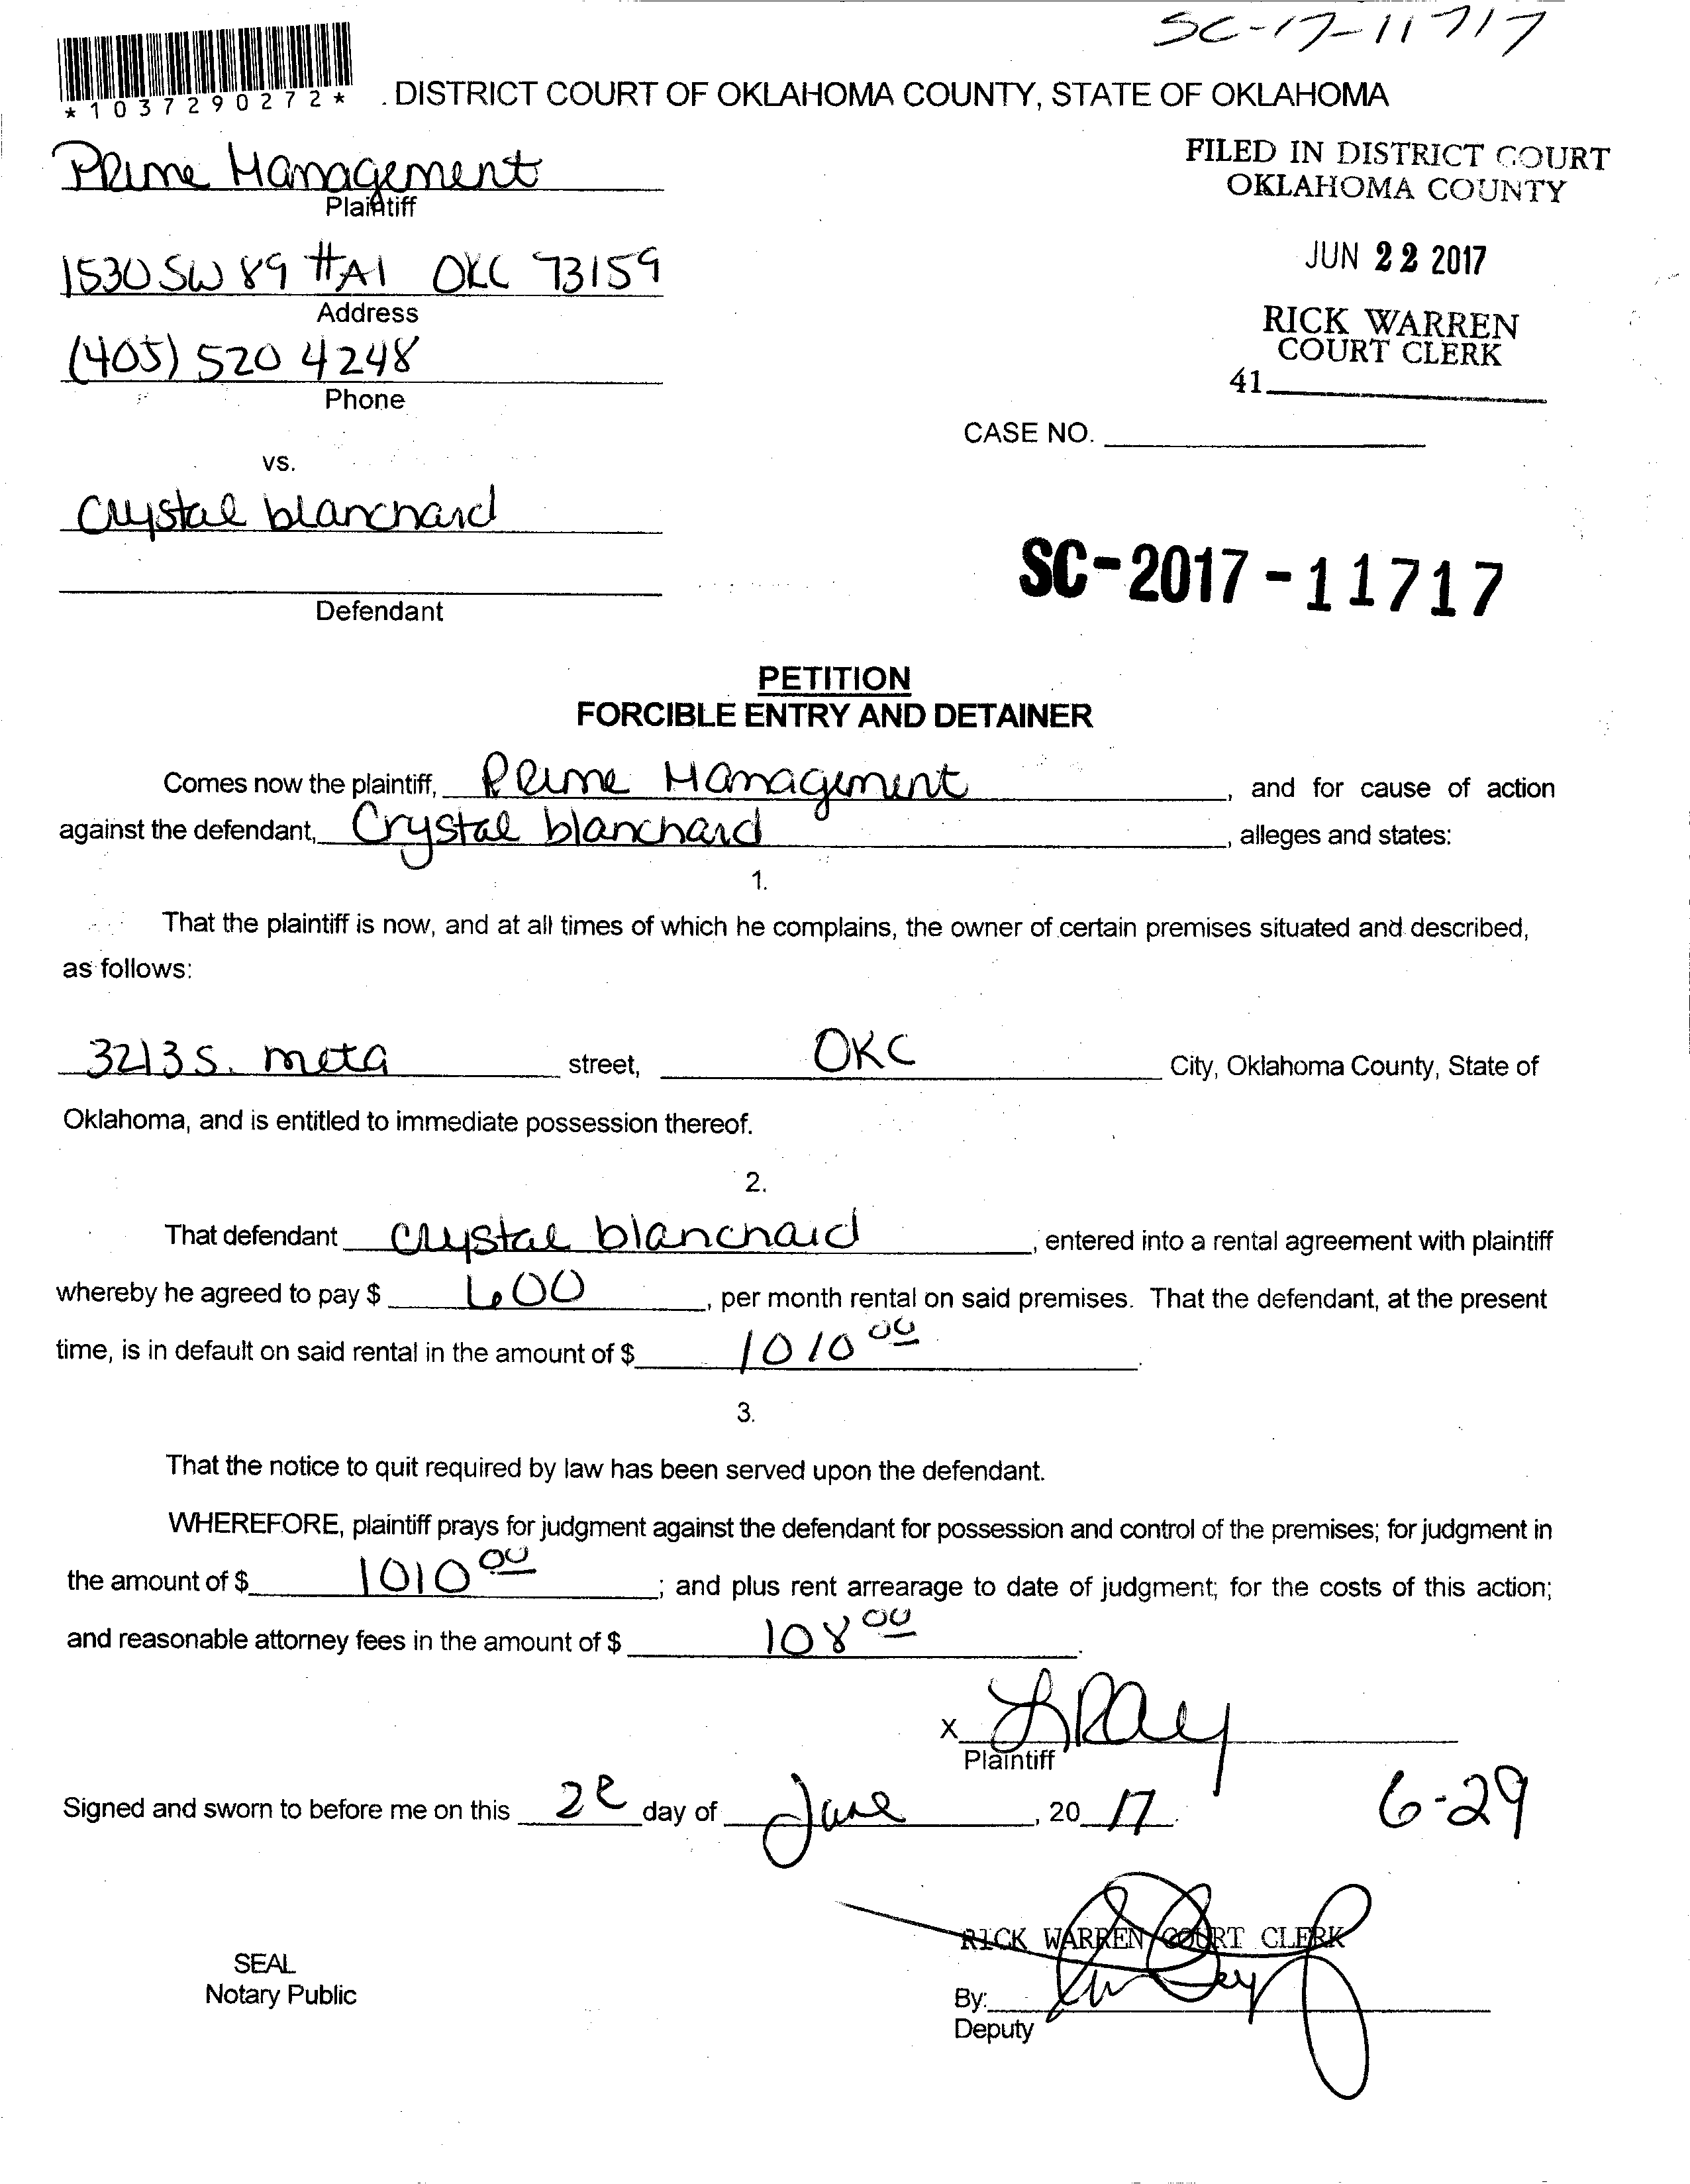 SC-17-11717
*1037290272*
. DISTRICT COURT OF OKLAHOMA COUNTY, STATE OF OKLAHOMA
Prime Management
Plaintiff
FILED IN DISTRICT COURT
OKLAHOMA COUNTY
1530 SW 89 #A1 OKC 73159
Address
JUN 22 2017
(405) 520 4248
Phone
RICK WARREN
COURT CLERK
41
CASE NO.
vs.
Crystal blanchard
Defendant
SC-2017-11717
PETITION
FORCIBLE ENTRY AND DETAINER
Comes now the plaintiff, Prime Management, and for cause of action
against the defendant, Crystal blanchard, alleges and states:
1.
That the plaintiff is now, and at all times of which he complains, the owner of certain premises situated and described,
as follows:
3213 S. meta street, OKC City, Oklahoma County, State of
Oklahoma, and is entitled to immediate possession thereof.
2.
That defendant Crystal blanchard, entered into a rental agreement with plaintiff
whereby he agreed to pay $ 600, per month rental on said premises. That the defendant, at the present
time, is in default on said rental in the amount of $ 1010 00.
3.
That the notice to quit required by law has been served upon the defendant.
WHEREFORE, plaintiff prays for judgment against the defendant for possession and control of the premises; for judgment in
the amount of $ 1010 00; and plus rent arrearage to date of judgment; for the costs of this action;
and reasonable attorney fees in the amount of $ 108 00.
X
Plaintiff
Signed and sworn to before me on this 22 day of June, 2017.
6-29
RICK WARREN COURT CLERK
SEAL
Notary Public
By:
Deputy